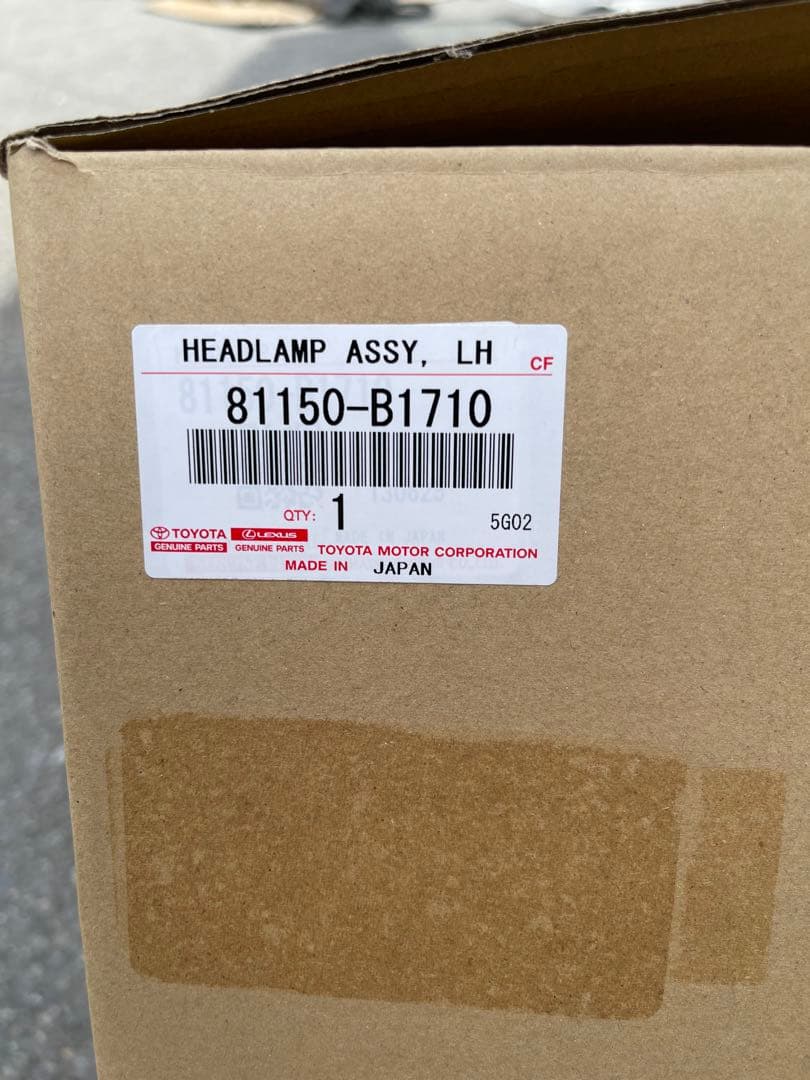 HEADLAMP ASSY, LH CF
81150-B1710
QTY: 1 5G02
TOYOTA LEXUS
GENUINE PARTS GENUINE PARTS TOYOTA MOTOR CORPORATION
MADE IN JAPAN